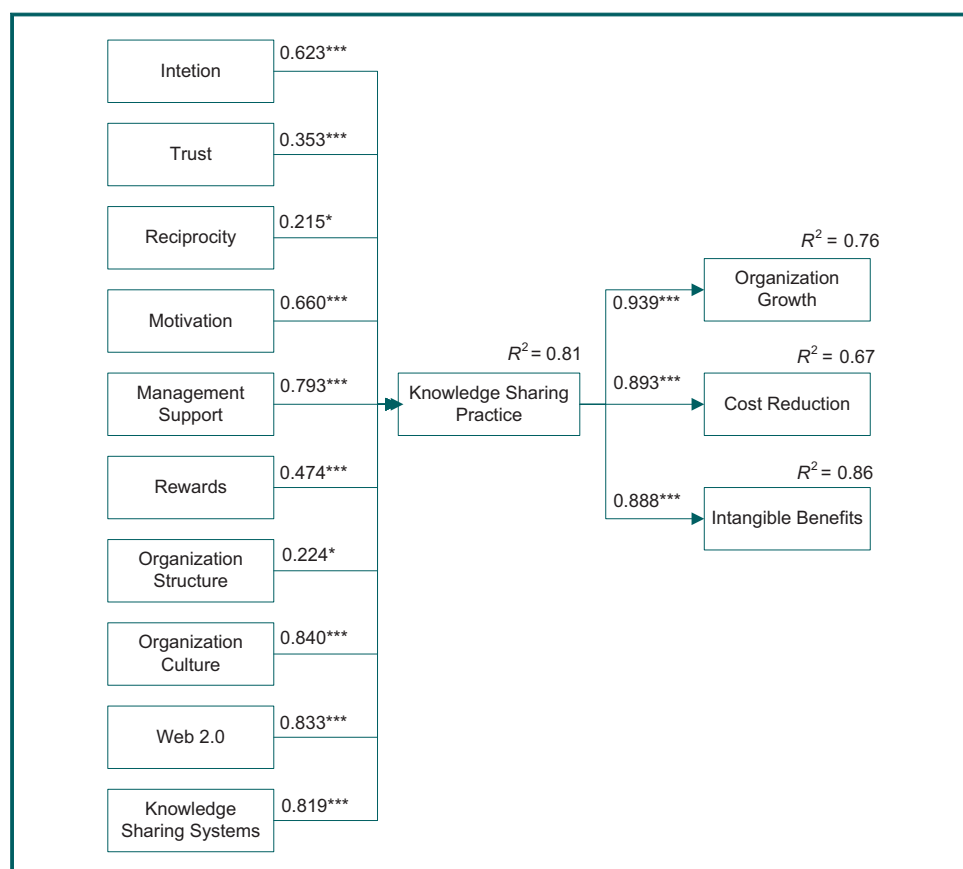 0.623***
Intetion
0.353***
Trust
0.215*
Reciprocity
0.660***
Motivation
0.793***
Management
Support
0.474***
Rewards
0.224*
Organization
Structure
0.840***
Organization
Culture
0.833***
Web 2.0
0.819***
Knowledge
Sharing Systems
R² = 0.81
Knowledge Sharing
Practice
R² = 0.76
0.939***
Organization
Growth
R² = 0.67
0.893***
Cost Reduction
R² = 0.86
0.888***
Intangible Benefits